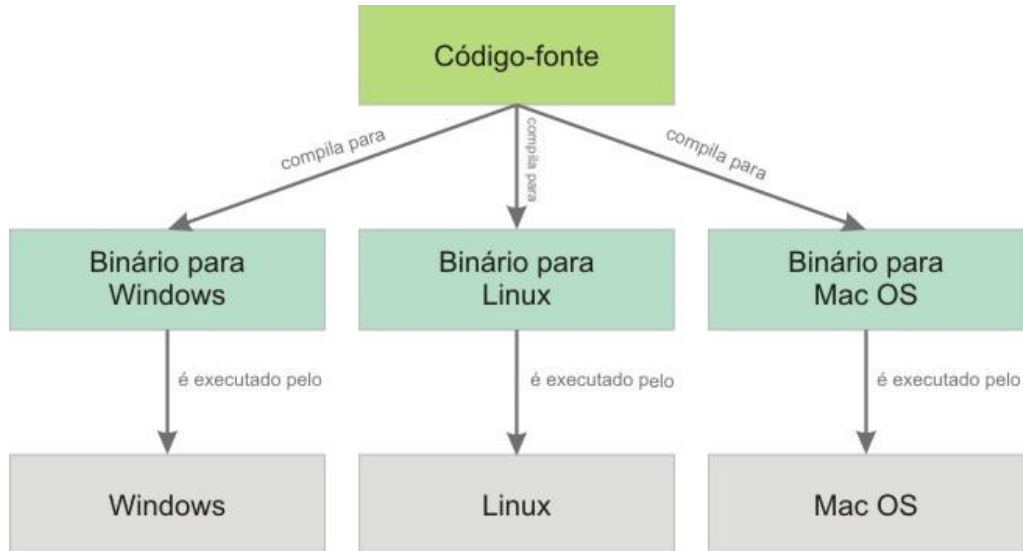 Código-fonte
compila para
compila para
compila para
Binário para
Windows
Binário para
Linux
Binário para
Mac OS
é executado pelo
é executado pelo
é executado pelo
Windows
Linux
Mac OS